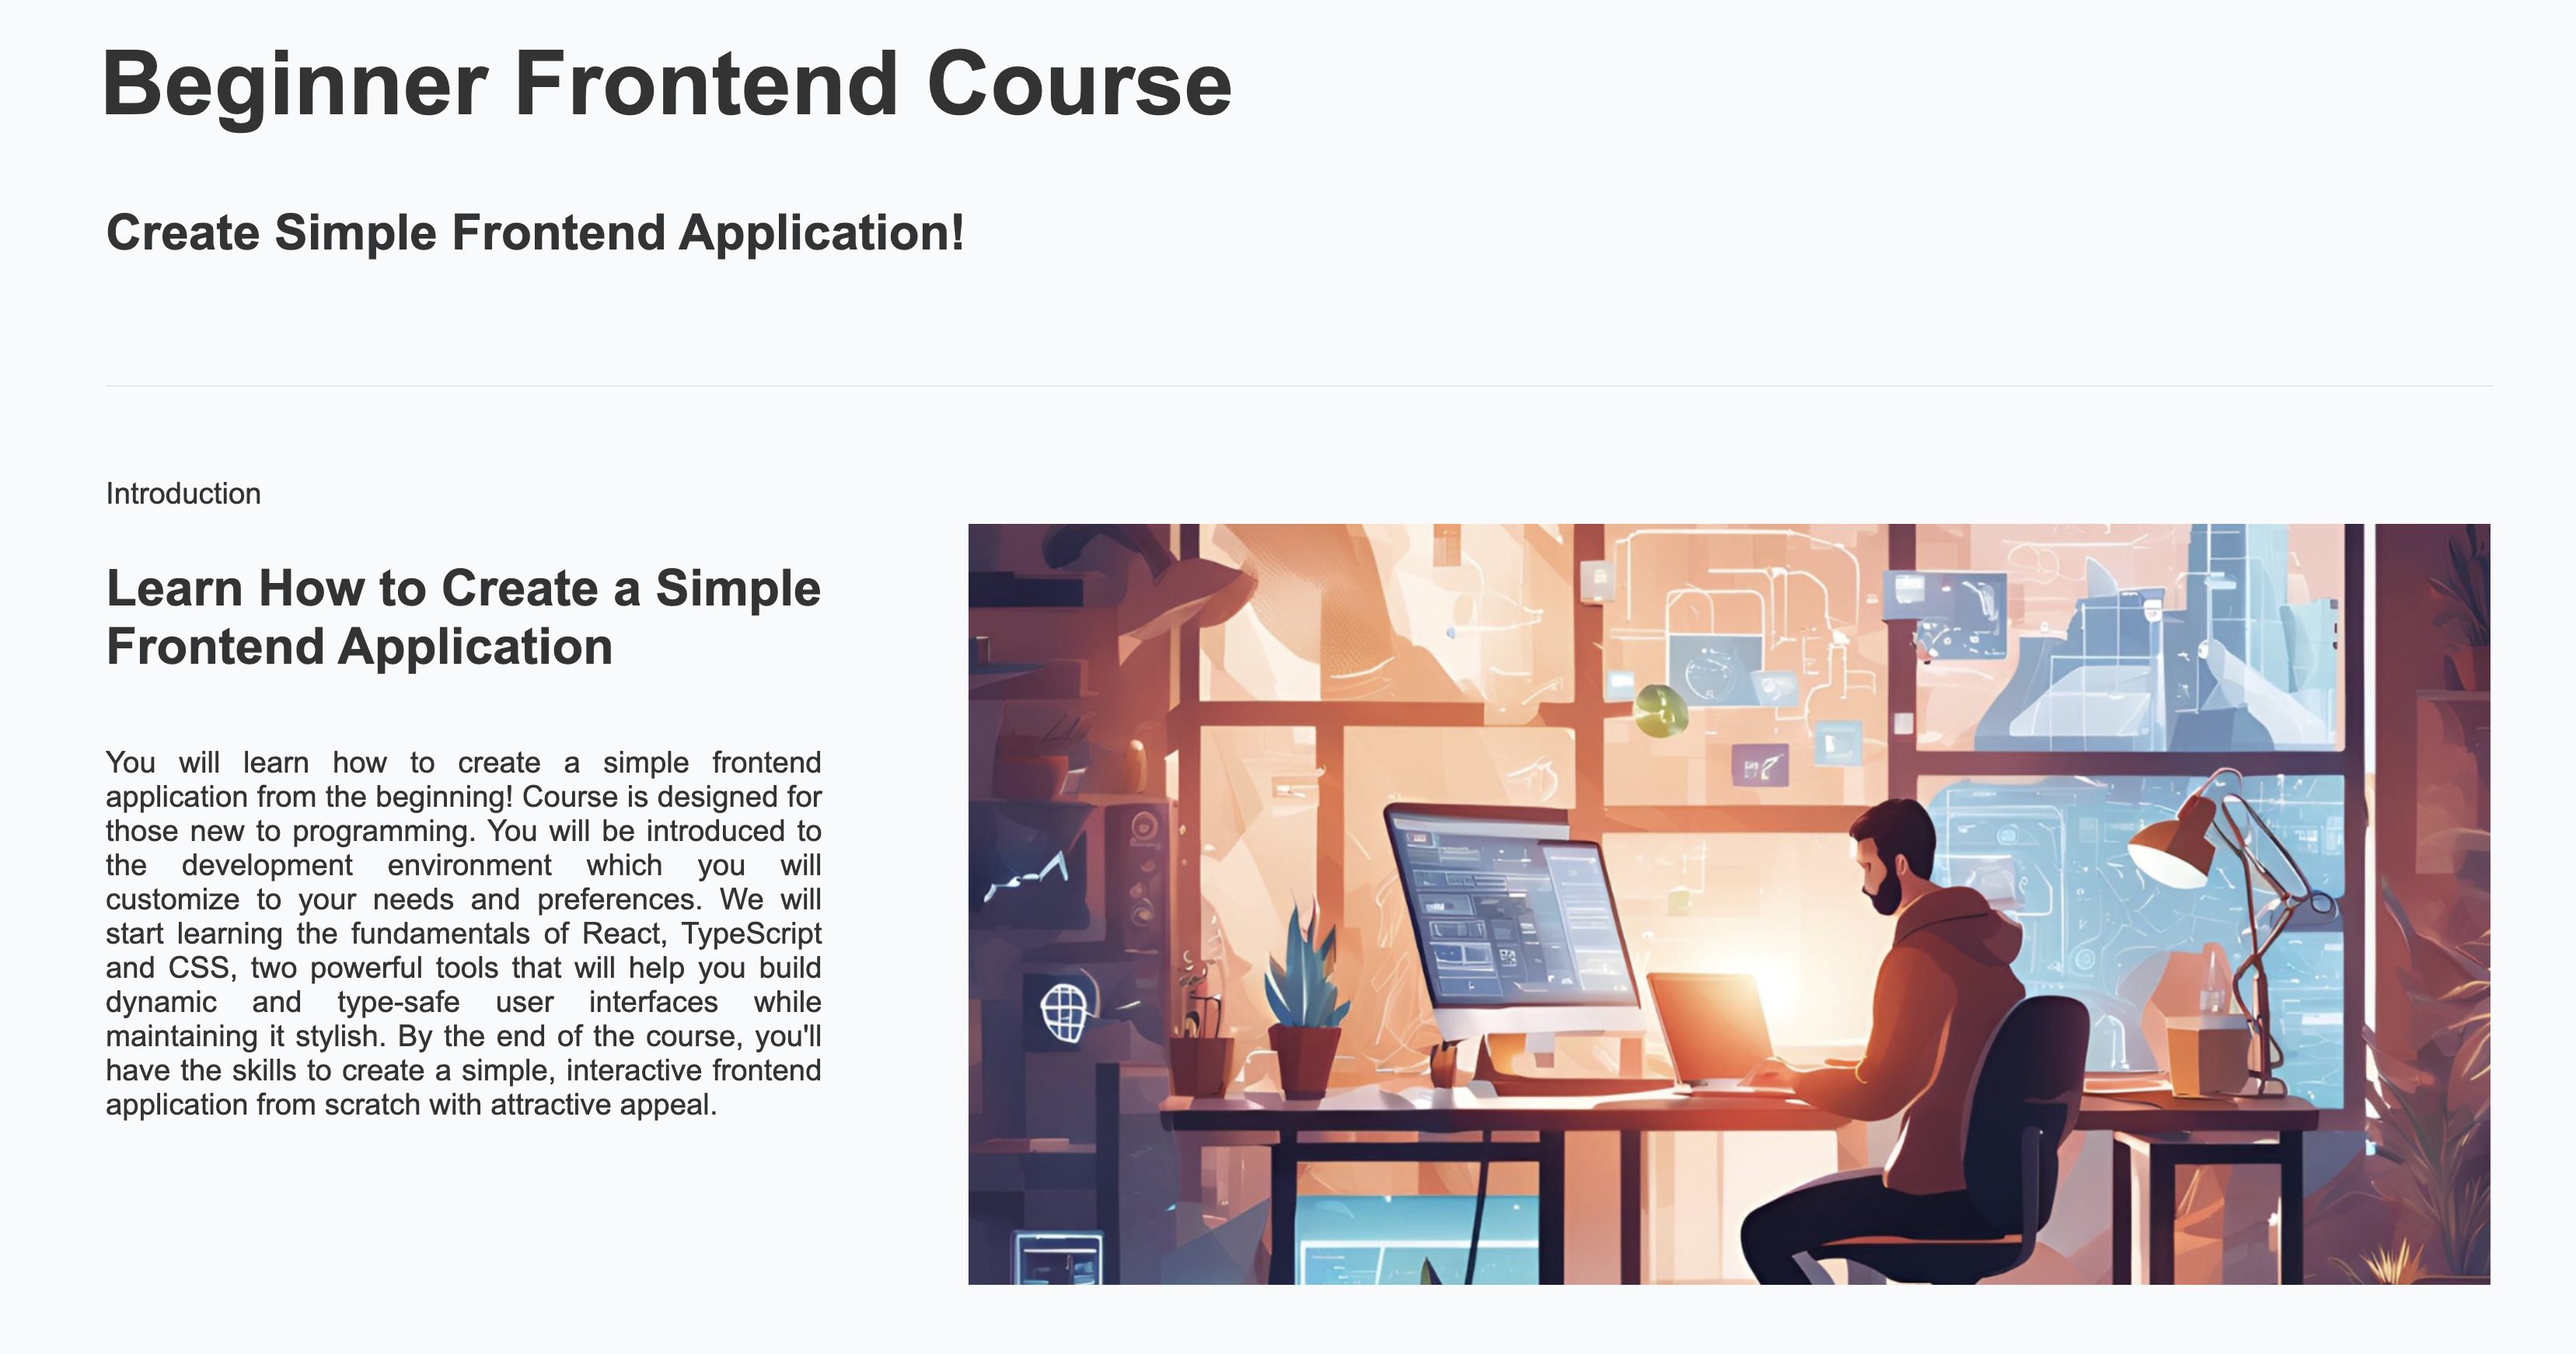 Beginner Frontend Course
Create Simple Frontend Application!
Introduction
Learn How to Create a Simple
Frontend Application
You will learn how to create a simple frontend
application from the beginning! Course is designed for
those new to programming. You will be introduced to
the development environment which you will
customize to your needs and preferences. We will
start learning the fundamentals of React, TypeScript
and CSS, two powerful tools that will help you build
dynamic and type-safe user interfaces while
maintaining it stylish. By the end of the course, you'll
have the skills to create a simple, interactive frontend
application from scratch with attractive appeal.